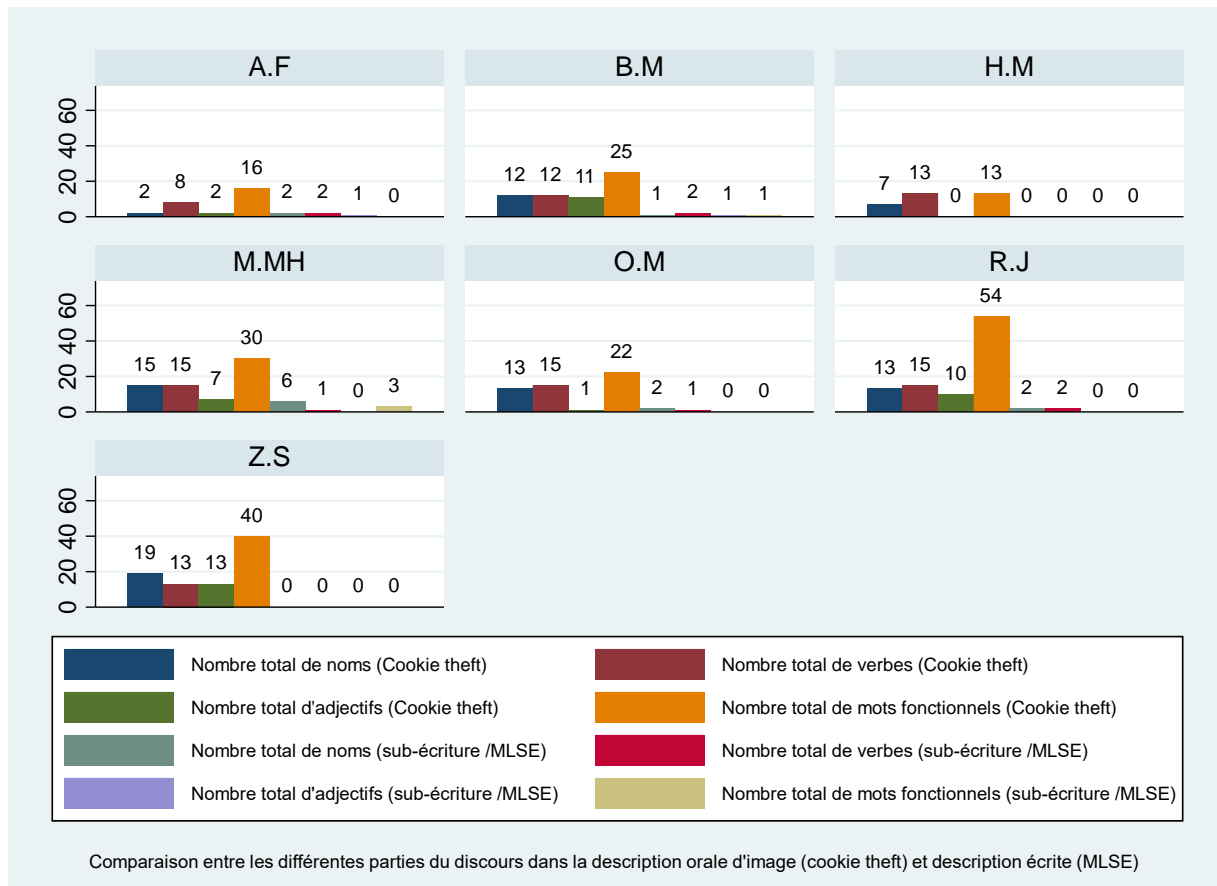 A.F
B.M
H.M
0 20 40 60
2 8 2 16 2 2 1 0
12 12 11 25 1 2 1 1
7 13 0 13 0 0 0 0
M.MH
O.M
R.J
0 20 40 60
15 15 7 30 6 1 0 3
13 15 1 22 2 1 0 0
13 15 10 54 2 2 0 0
Z.S
0 20 40 60
19 13 13 40 0 0 0 0
Nombre total de noms (Cookie theft)
Nombre total de verbes (Cookie theft)
Nombre total d'adjectifs (Cookie theft)
Nombre total de mots fonctionnels (Cookie theft)
Nombre total de noms (sub-écriture /MLSE)
Nombre total de verbes (sub-écriture /MLSE)
Nombre total d'adjectifs (sub-écriture /MLSE)
Nombre total de mots fonctionnels (sub-écriture /MLSE)
Comparaison entre les différentes parties du discours dans la description orale d'image (cookie theft) et description écrite (MLSE)